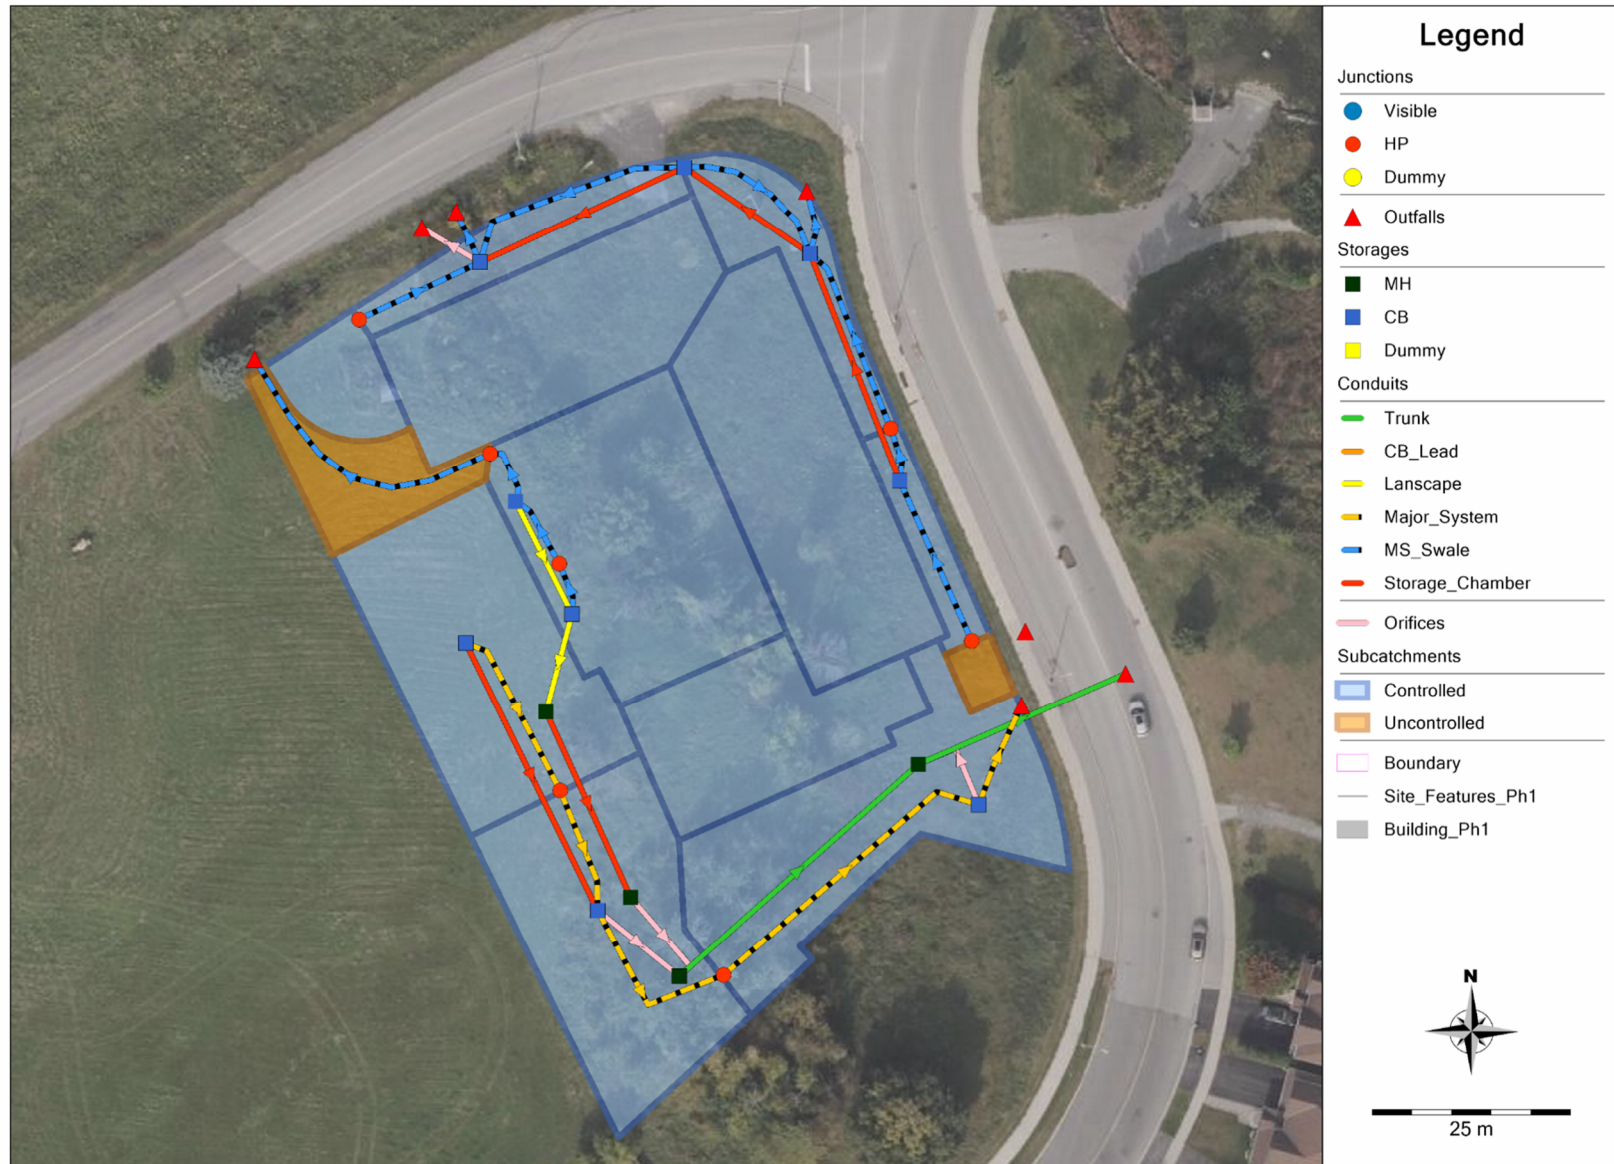 Legend
Junctions
Visible
HP
Dummy
Outfalls
Storages
MH
CB
Dummy
Conduits
Trunk
CB_Lead
Lanscape
Major_System
MS_Swale
Storage_Chamber
Orifices
Subcatchments
Controlled
Uncontrolled
Boundary
Site_Features_Ph1
Building_Ph1
N
25 m